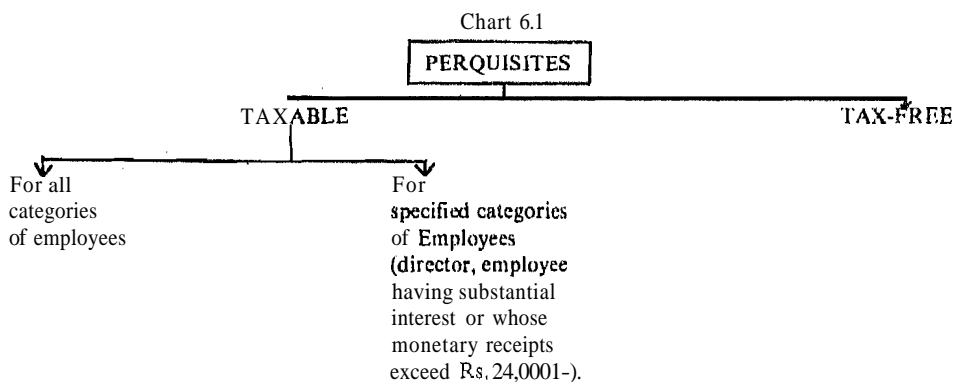 Chart 6.1
PERQUISITES
TAXABLE
TAX-FREE
For all
categories
of employees
For
specified categories
of Employees
(director, employee
having substantial
interest or whose
monetary receipts
exceed Rs. 24,0001-).